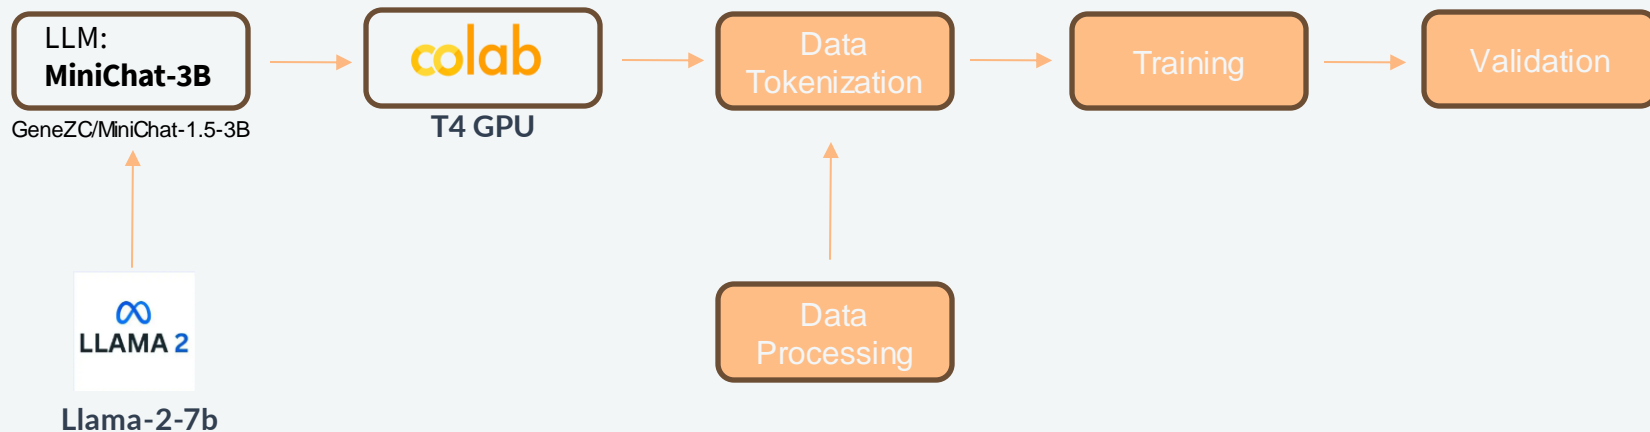 LLM:
MiniChat-3B
GeneZC/MiniChat-1.5-3B
colab
T4 GPU
Data
Tokenization
Training
Validation
LLAMA 2
Llama-2-7b
Data
Processing